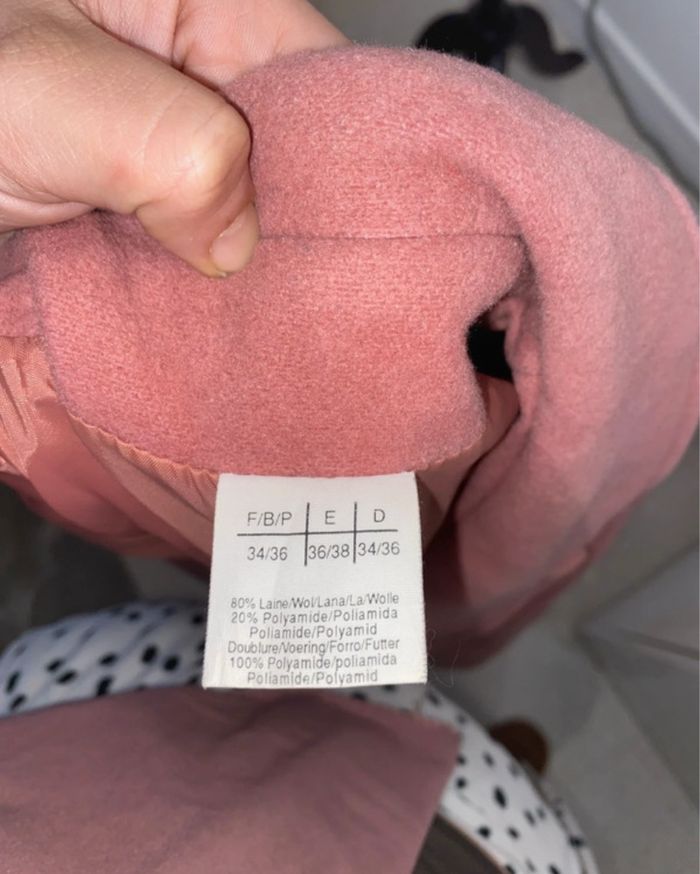 F/B/P E D
34/36 36/38 34/36
80% Laine/Wol/Lana/La/Wolle
20% Polyamide/Poliamida
Poliamide/Polyamid
Doublure/Voering/Forro/Futter
100% Polyamide/poliamida
Poliamide/Polyamid